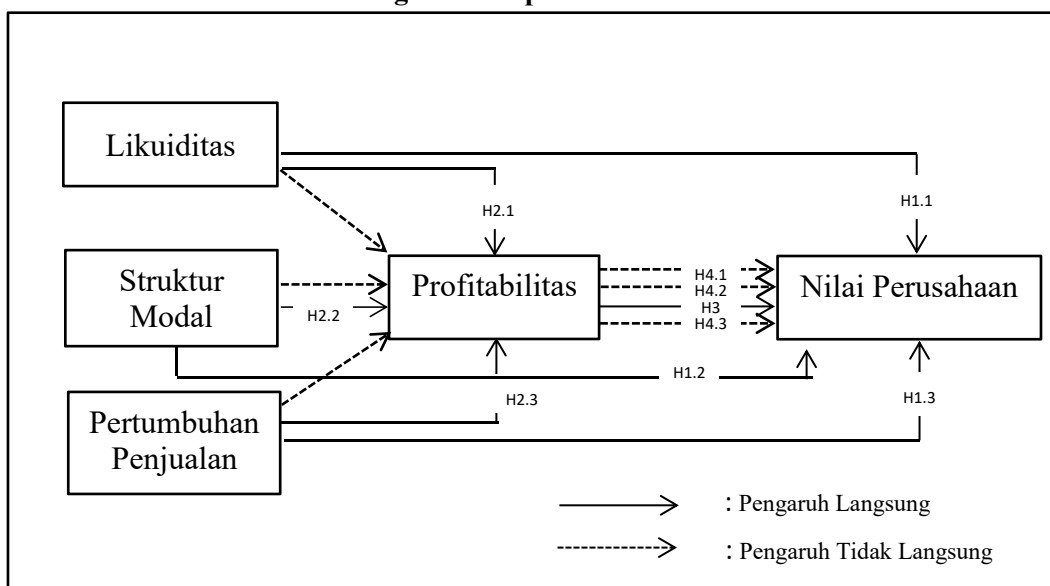 Likuiditas
H2.1
H1.1
Struktur
Modal
H2.2
Profitabilitas
H4.1
H4.2
H3
H4.3
Nilai Perusahaan
H1.2
H2.3
H1.3
Pertumbuhan
Penjualan
: Pengaruh Langsung
: Pengaruh Tidak Langsung